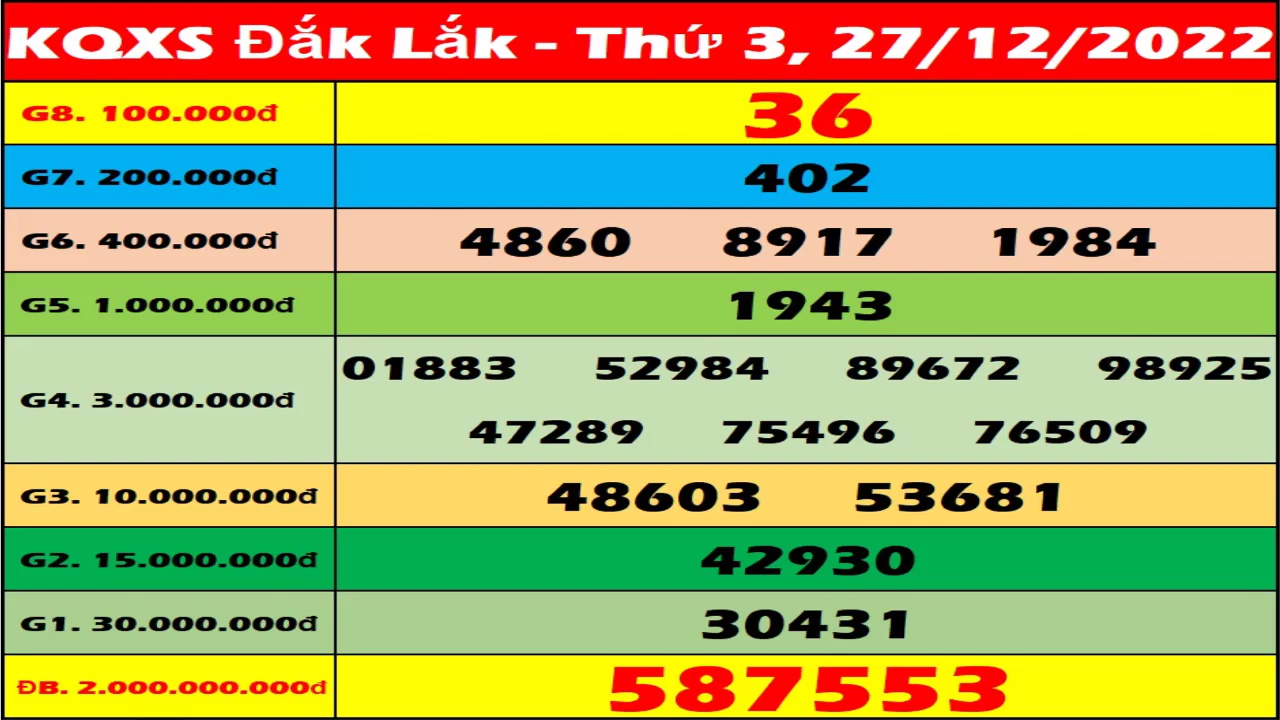 KQXS Đắk Lắk - Thứ 3, 27/12/2022
G8. 100.000đ 36
G7. 200.000đ 402
G6. 400.000đ 4860 8917 1984
G5. 1.000.000đ 1943
G4. 3.000.000đ 01883 52984 89672 98925
47289 75496 76509
G3. 10.000.000đ 48603 53681
G2. 15.000.000đ 42930
G1. 30.000.000đ 30431
ĐB. 2.000.000.000đ 587553